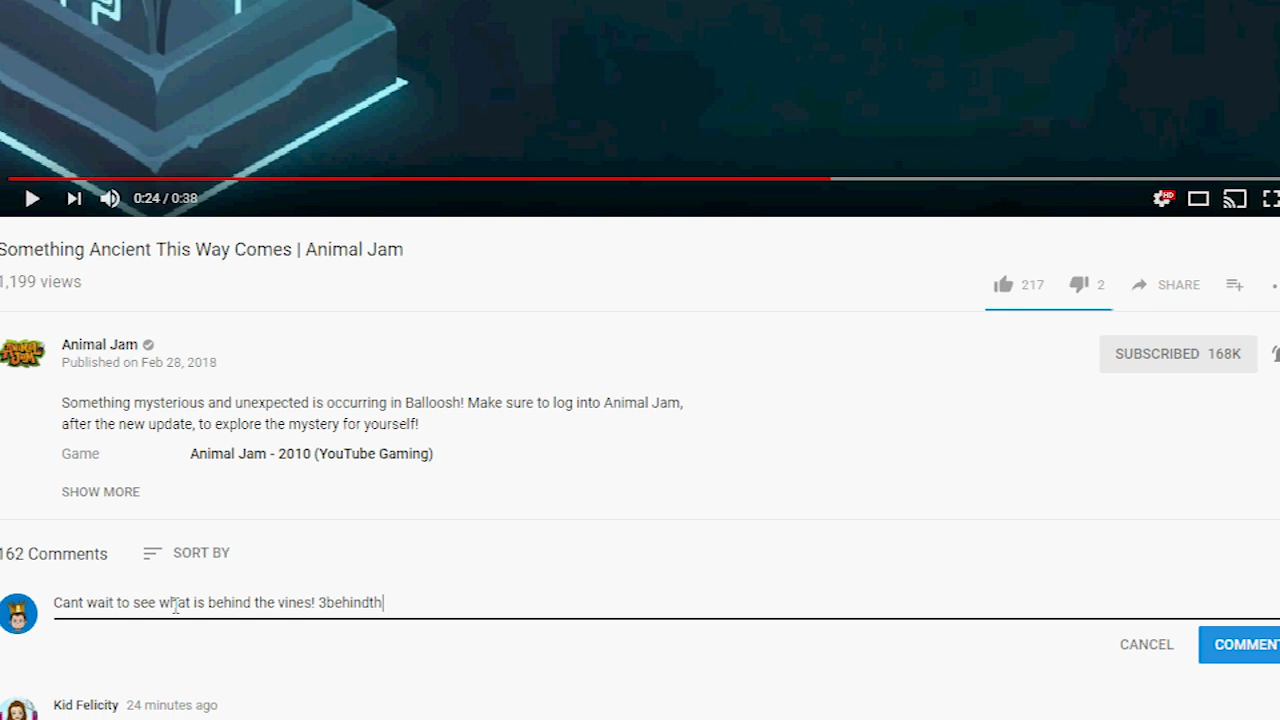 HD
0:24 / 0:38
Something Ancient This Way Comes | Animal Jam
1,199 views
217
2
SHARE
ANIMAL JAM
Animal Jam
Published on Feb 28, 2018
SUBSCRIBED 168K
Something mysterious and unexpected is occurring in Balloosh! Make sure to log into Animal Jam,
after the new update, to explore the mystery for yourself!
Game Animal Jam - 2010 (YouTube Gaming)
SHOW MORE
162 Comments
SORT BY
Cant wait to see what is behind the vines! 3behindth
CANCEL
COMMENT
Kid Felicity 24 minutes ago